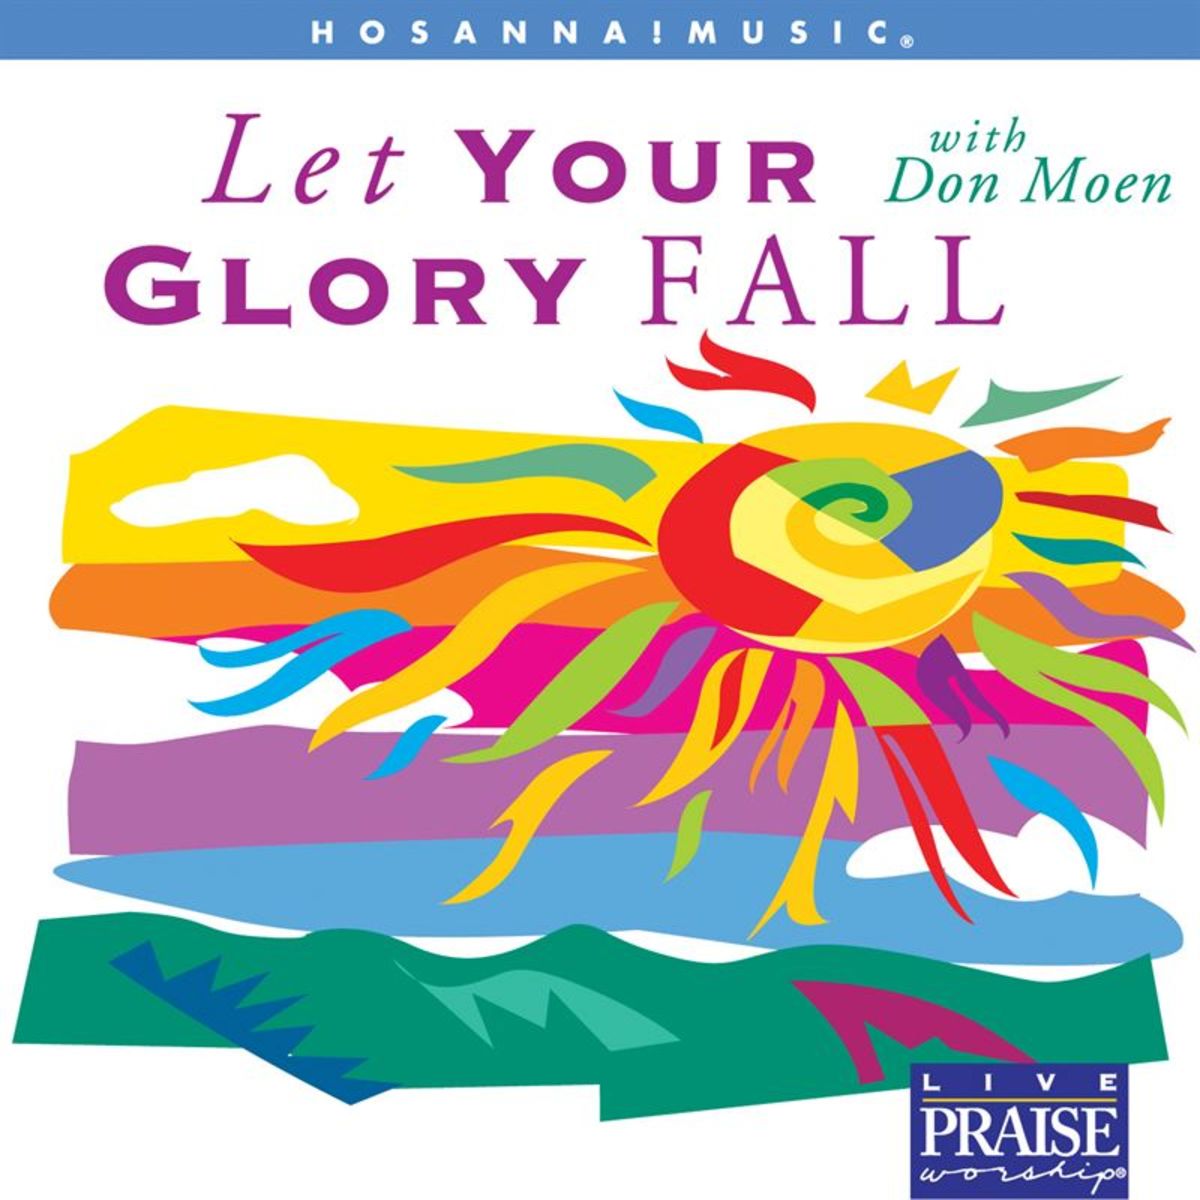 HOSANNA!MUSIC®
Let YOUR
GLORY FALL
with
Don Moen
LIVE
PRAISE
worship®